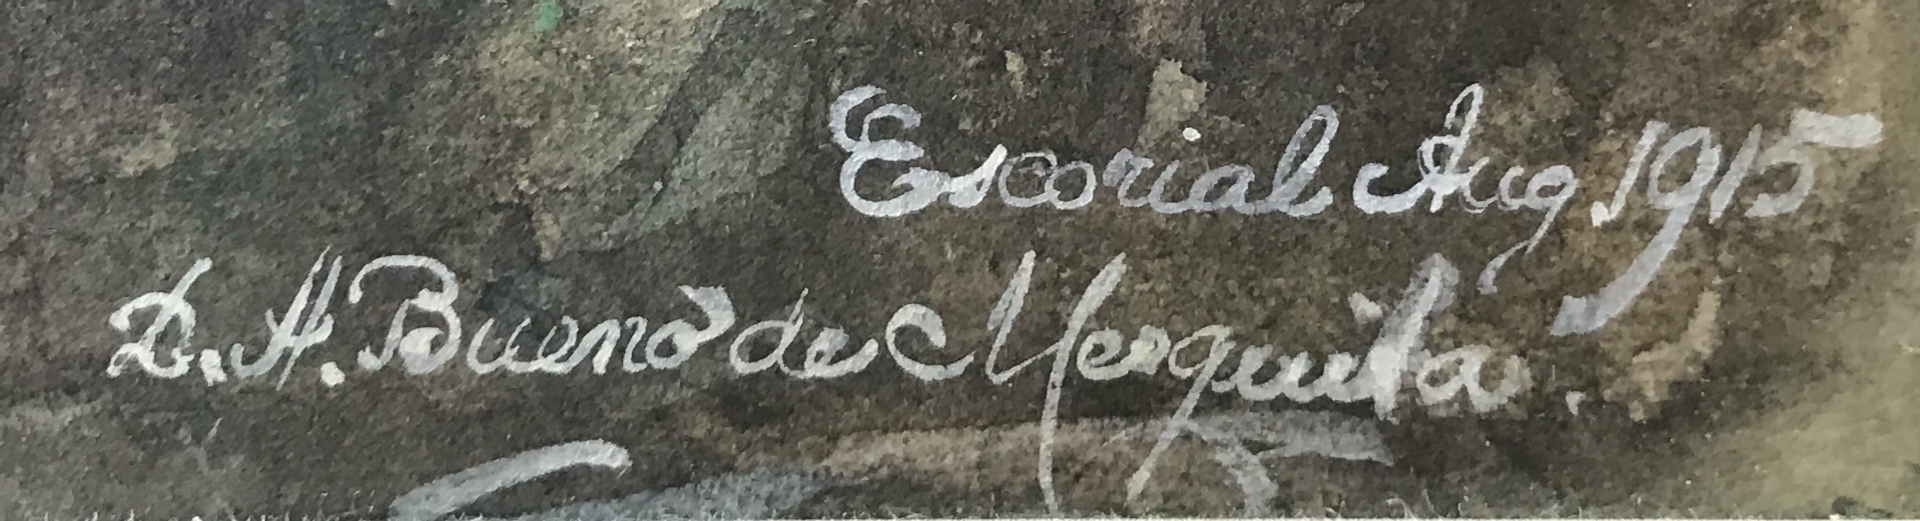 Escorial Aug. 1915
D. H. Bueno de Mesquita.